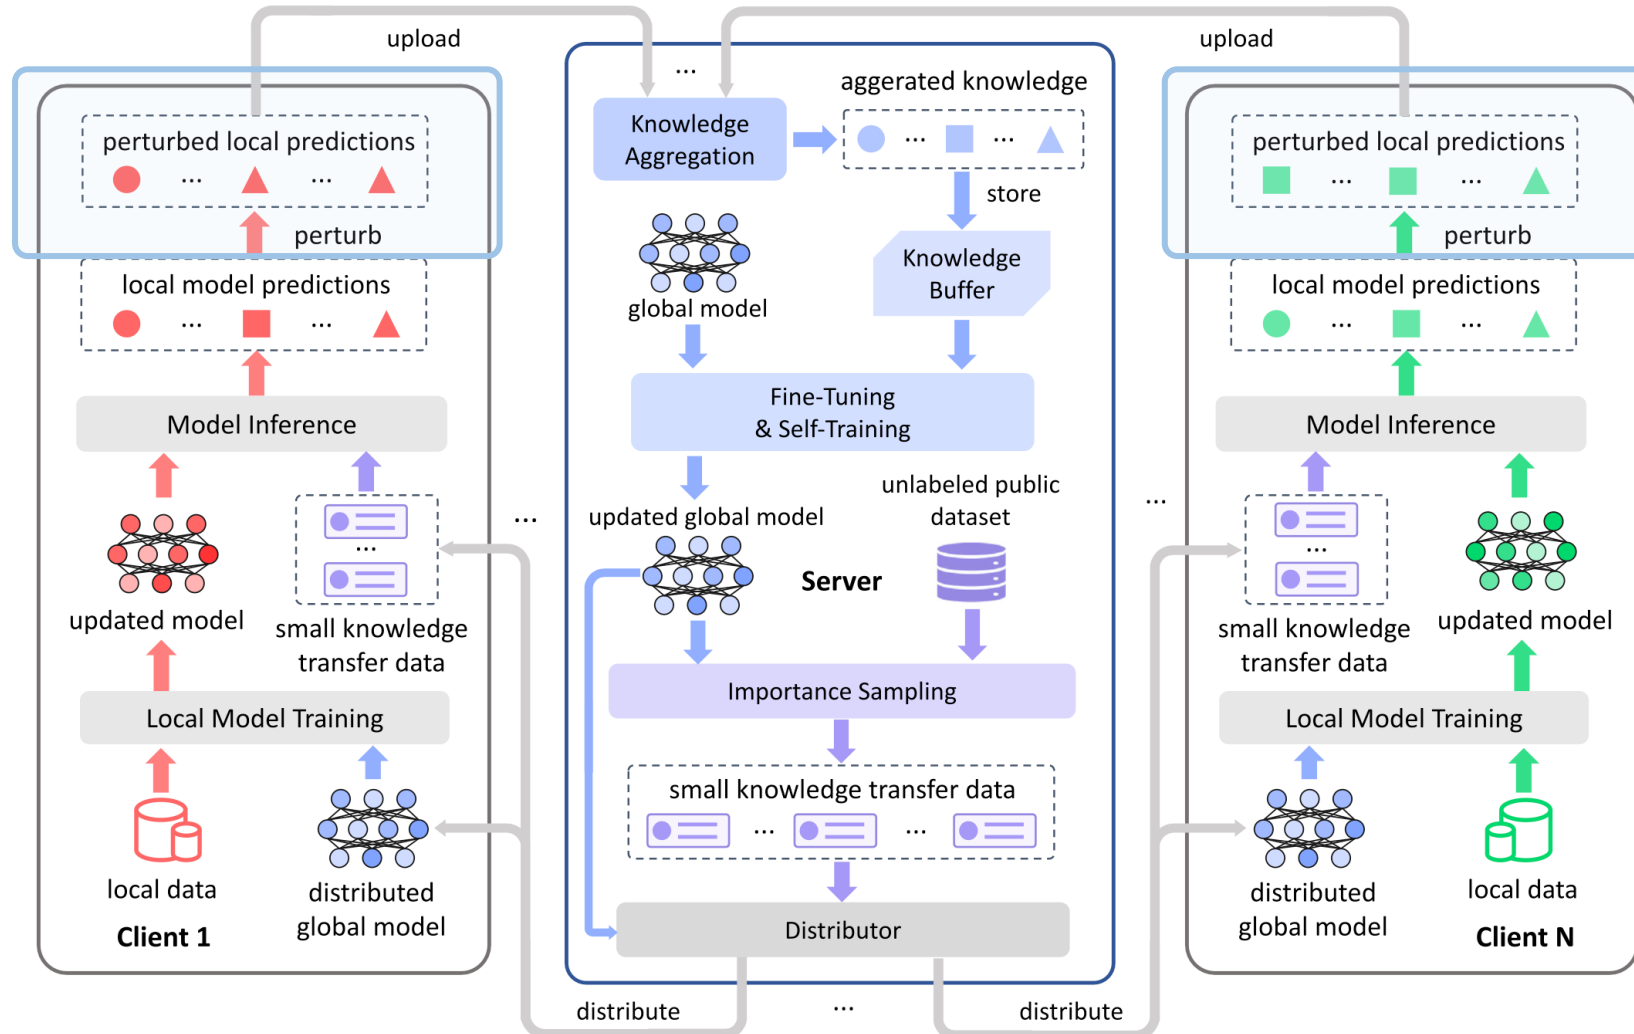 upload
perturbed local predictions
... ...
perturb
local model predictions
... ...
Model Inference
updated model
...
small knowledge
transfer data
Local Model Training
local data
distributed
global model
Client 1
...
...
Knowledge
Aggregation
aggerated knowledge
... ...
store
global model
Knowledge
Buffer
Fine-Tuning
& Self-Training
updated global model
unlabeled public
dataset
Server
Importance Sampling
small knowledge transfer data
... ...
Distributor
distribute
...
distribute
upload
perturbed local predictions
... ...
perturb
local model predictions
... ...
Model Inference
...
...
small knowledge
transfer data
updated model
Local Model Training
distributed
global model
local data
Client N